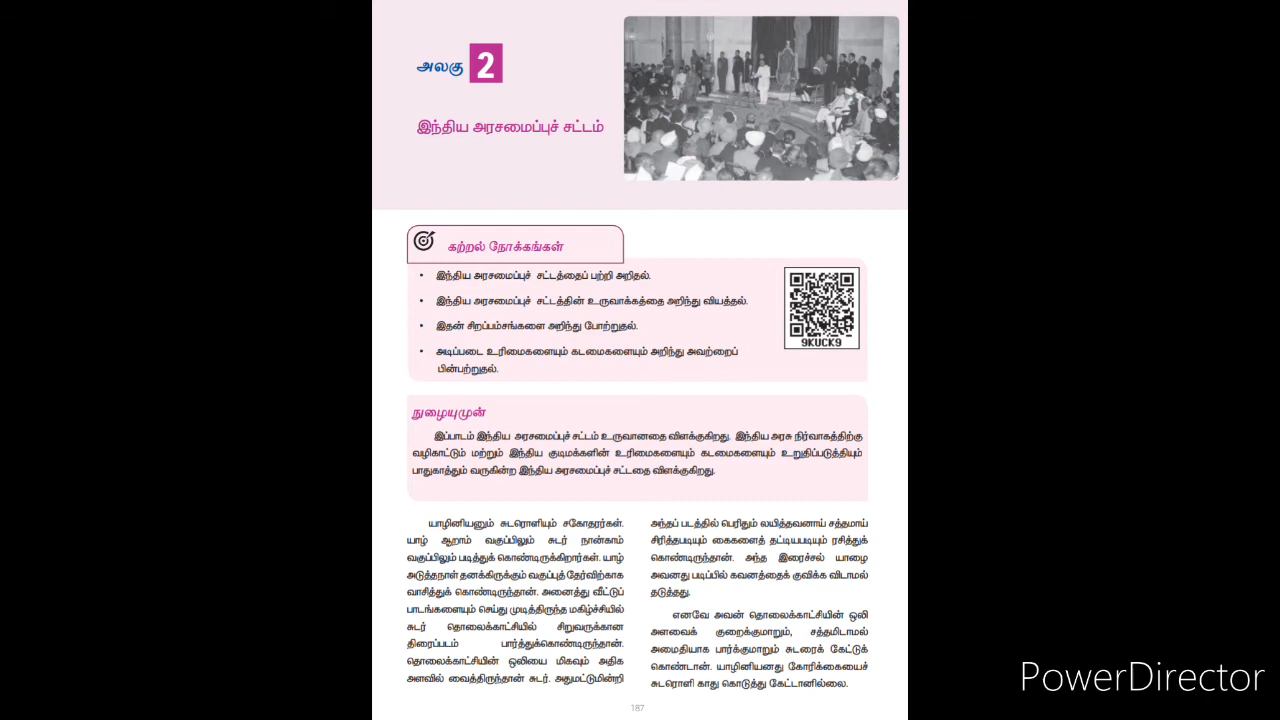 அலகு 2
இந்திய அரசமைப்புச் சட்டம்
கற்றல் நோக்கங்கள்
• இந்திய அரசமைப்புச் சட்டத்தைப் பற்றி அறிதல்.
• இந்திய அரசமைப்புச் சட்டத்தின் உருவாக்கத்தை அறிந்து வியத்தல்.
• இதன் சிறப்பம்சங்களை அறிந்து போற்றுதல்.
• அடிப்படை உரிமைகளையும் கடமைகளையும் அறிந்து அவற்றைப்
பின்பற்றுதல்.
9KUCK9
நுழையுமுன்
இப்பாடம் இந்திய அரசமைப்புச் சட்டம் உருவானதை விளக்குகிறது. இந்திய அரசு நிர்வாகத்திற்கு
வழிகாட்டும் மற்றும் இந்திய குடிமக்களின் உரிமைகளையும் கடமைகளையும் உறுதிப்படுத்தியும்
பாதுகாத்தும் வருகின்ற இந்திய அரசமைப்புச் சட்டதை விளக்குகிறது.
யாழினியனும் சுடரொளியும் சகோதரர்கள்.
யாழ் ஆறாம் வகுப்பிலும் சுடர் நான்காம்
வகுப்பிலும் படித்துக் கொண்டிருக்கிறார்கள். யாழ்
அடுத்தநாள் தனக்கிருக்கும் வகுப்புத் தேர்விற்காக
வாசித்துக் கொண்டிருந்தான். அனைத்து வீட்டுப்
பாடங்களையும் செய்து முடித்திருந்த மகிழ்ச்சியில்
சுடர் தொலைக்காட்சியில் சிறுவருக்கான
திரைப்படம் பார்த்துக்கொண்டிருந்தான்.
தொலைக்காட்சியின் ஒலியை மிகவும் அதிக
அளவில் வைத்திருந்தான் சுடர். அதுமட்டுமின்றி
அந்தப் படத்தில் பெரிதும் லயித்தவனாய் சத்தமாய்
சிரித்தபடியும் கைகளைத் தட்டியபடியும் ரசித்துக்
கொண்டிருந்தான். அந்த இரைச்சல் யாழை
அவனது படிப்பில் கவனத்தைக் குவிக்க விடாமல்
தடுத்தது.
எனவே அவன் தொலைக்காட்சியின் ஒலி
அளவைக் குறைக்குமாறும், சத்தமிடாமல்
அமைதியாக பார்க்குமாறும் சுடரைக் கேட்டுக்
கொண்டான். யாழினியனது கோரிக்கையைச்
சுடரொளி காது கொடுத்து கேட்டானில்லை.
187
PowerDirector